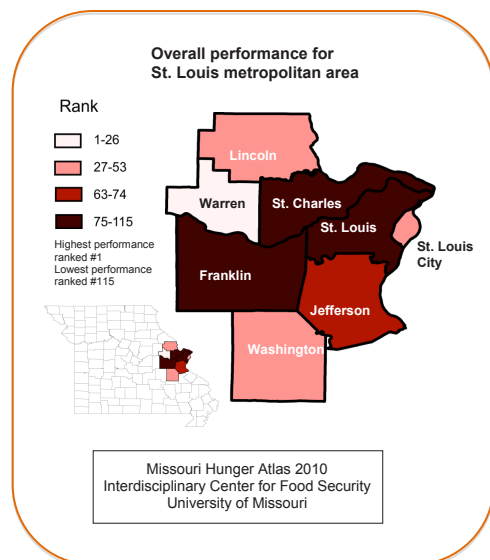 Overall performance for
St. Louis metropolitan area
Rank
1-26
27-53
63-74
75-115
Highest performance
ranked #1
Lowest performance
ranked #115
Lincoln
Warren
St. Charles
St. Louis
St. Louis
City
Franklin
Jefferson
Washington
Missouri Hunger Atlas 2010
Interdisciplinary Center for Food Security
University of Missouri